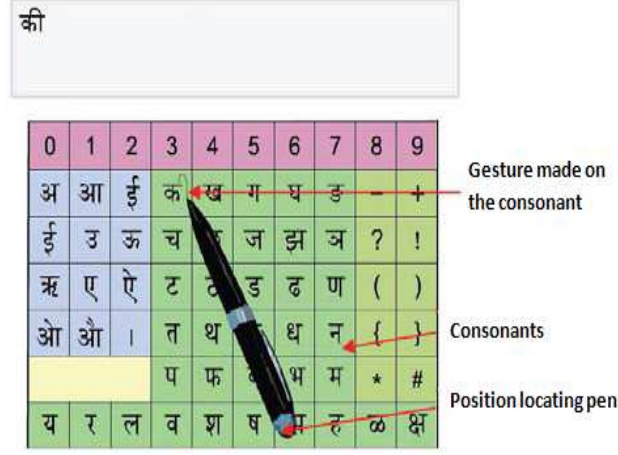 की
0 1 2 3 4 5 6 7 8 9
अ आ ई क ख ग घ ङ - +
ई उ ऊ च ज झ ञ ? !
ऋ ए ऐ ट ठ ड ढ ण ( )
ओ औ । त थ ध न { }
प फ भ म * #
य र ल व श ष ह ळ क्ष
Gesture made on
the consonant
Consonants
Position locating pen